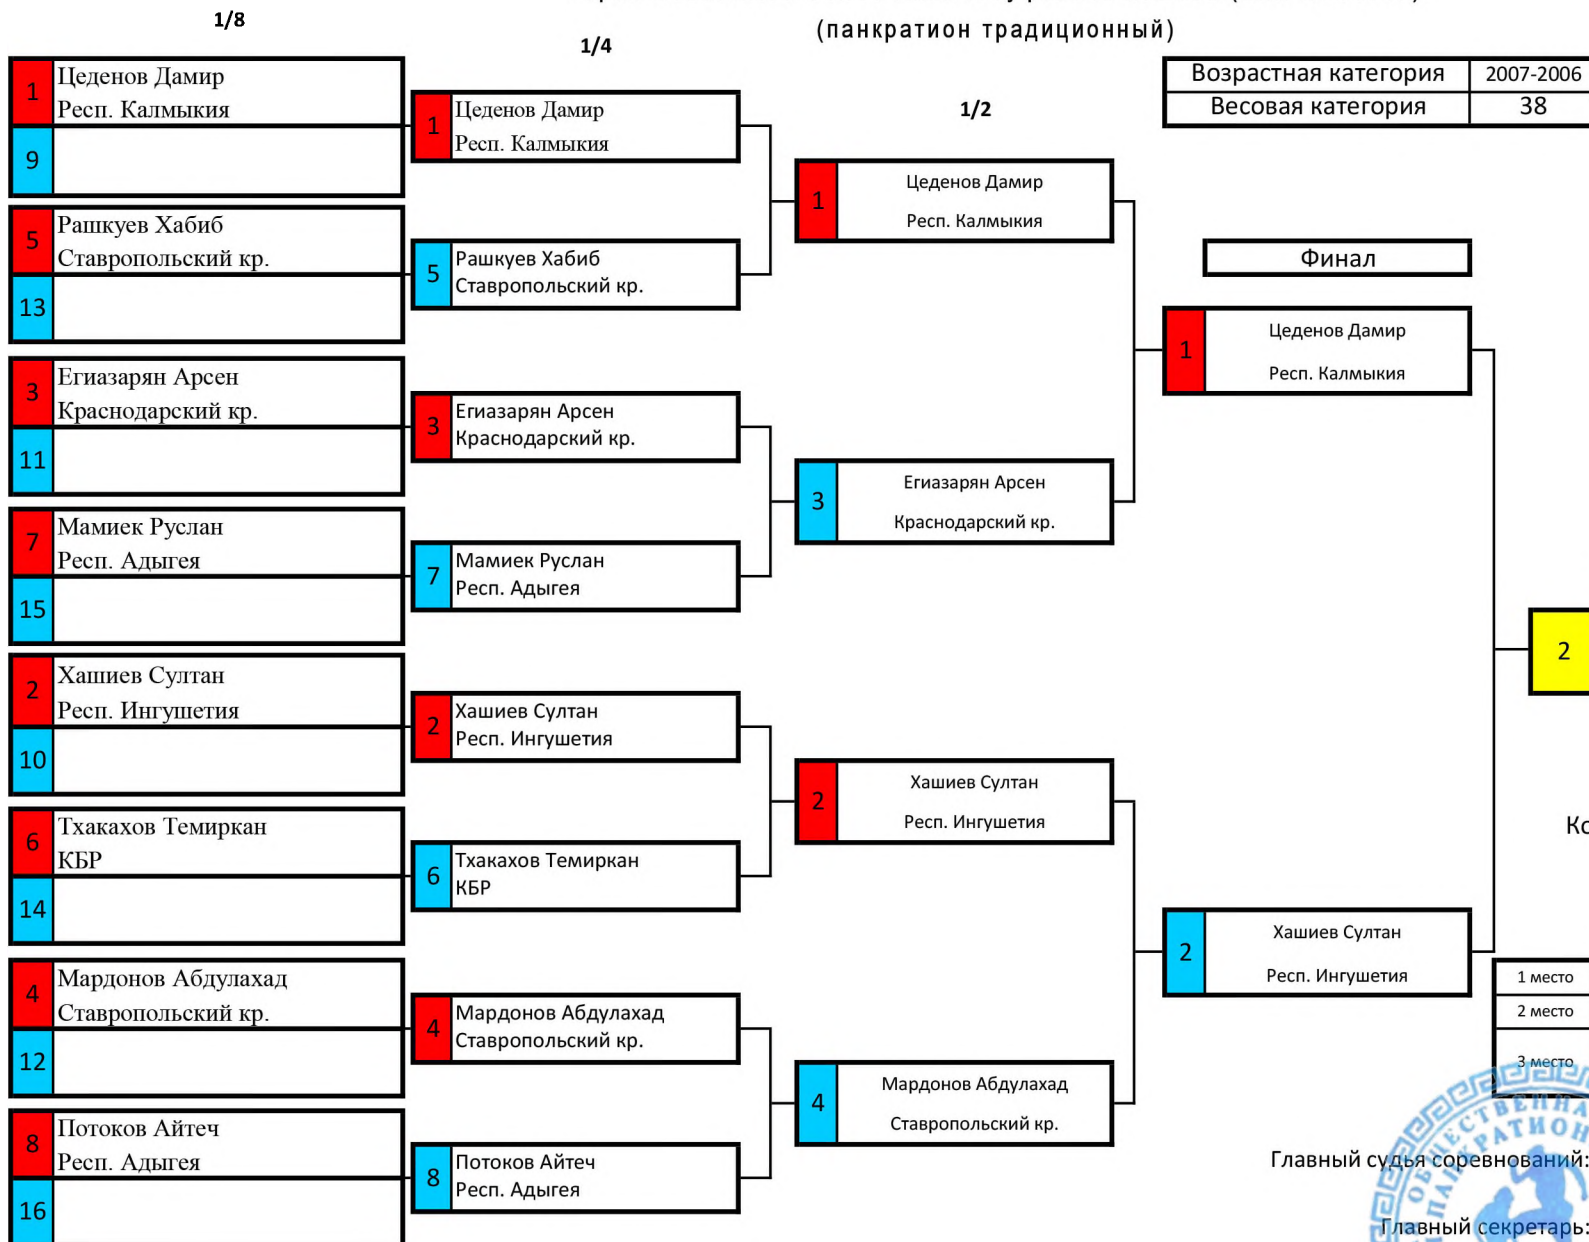 (панкратион традиционный)
1/8
1/4
1/2
Возрастная категория 2007-2006
Весовая категория 38
1 Цеденов Дамир
Респ. Калмыкия
9
5 Рашкуев Хабиб
Ставропольский кр.
13
3 Егиазарян Арсен
Краснодарский кр.
11
7 Мамиек Руслан
Респ. Адыгея
15
2 Хашиев Султан
Респ. Ингушетия
10
6 Тхакахов Темиркан
КБР
14
4 Мардонов Абдулахад
Ставропольский кр.
12
8 Потоков Айтеч
Респ. Адыгея
16
1 Цеденов Дамир
Респ. Калмыкия
5 Рашкуев Хабиб
Ставропольский кр.
3 Егиазарян Арсен
Краснодарский кр.
7 Мамиек Руслан
Респ. Адыгея
2 Хашиев Султан
Респ. Ингушетия
6 Тхакахов Темиркан
КБР
4 Мардонов Абдулахад
Ставропольский кр.
8 Потоков Айтеч
Респ. Адыгея
1 Цеденов Дамир
Респ. Калмыкия
3 Егиазарян Арсен
Краснодарский кр.
2 Хашиев Султан
Респ. Ингушетия
4 Мардонов Абдулахад
Ставропольский кр.
Финал
1 Цеденов Дамир
Респ. Калмыкия
2 Хашиев Султан
Респ. Ингушетия
2
1 место
2 место
3 место
Главный судья соревнований:
Главный секретарь: